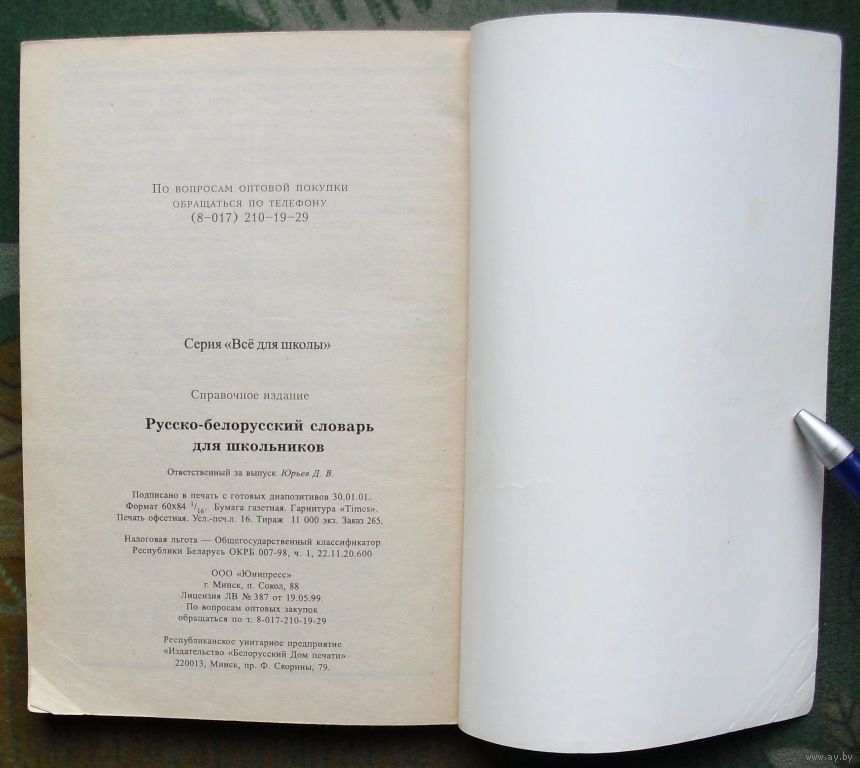 По вопросам оптовой покупки
обращаться по телефону
(8–017) 210–19–29
Серия «Всё для школы»
Справочное издание
Русско-белорусский словарь
для школьников
Ответственный за выпуск Юрьев Д. В.
Подписано в печать с готовых диапозитивов 30.01.01.
Формат 60х84 1/16. Бумага газетная. Гарнитура «Times».
Печать офсетная. Усл.-печ.л. 16. Тираж 11 000 экз. Заказ 265.
Налоговая льгота — Общегосударственный классификатор
Республики Беларусь ОКРБ 007-98, ч. 1, 22.11.20.600
ООО «Юнипресс»
г. Минск, п. Сокол, 88
Лицензия ЛВ № 387 от 19.05.99.
По вопросам оптовых закупок
обращаться по т. 8-017-210-19-29
Республиканское унитарное предприятие
«Издательство «Белорусский Дом печати»
220013, Минск, пр. Ф. Скорины, 79.
www.ay.by